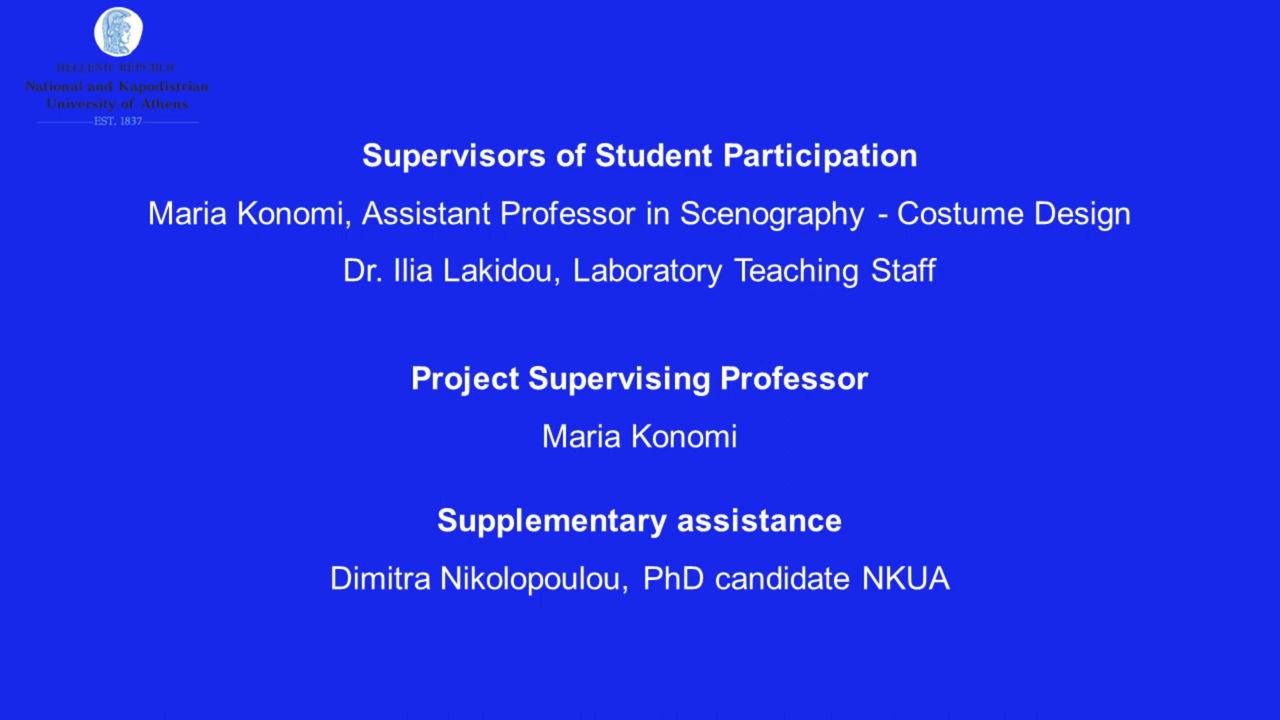 HELLENIC REPUBLIC
National and Kapodistrian
University of Athens
EST. 1837
Supervisors of Student Participation
Maria Konomi, Assistant Professor in Scenography - Costume Design
Dr. Ilia Lakidou, Laboratory Teaching Staff
Project Supervising Professor
Maria Konomi
Supplementary assistance
Dimitra Nikolopoulou, PhD candidate NKUA